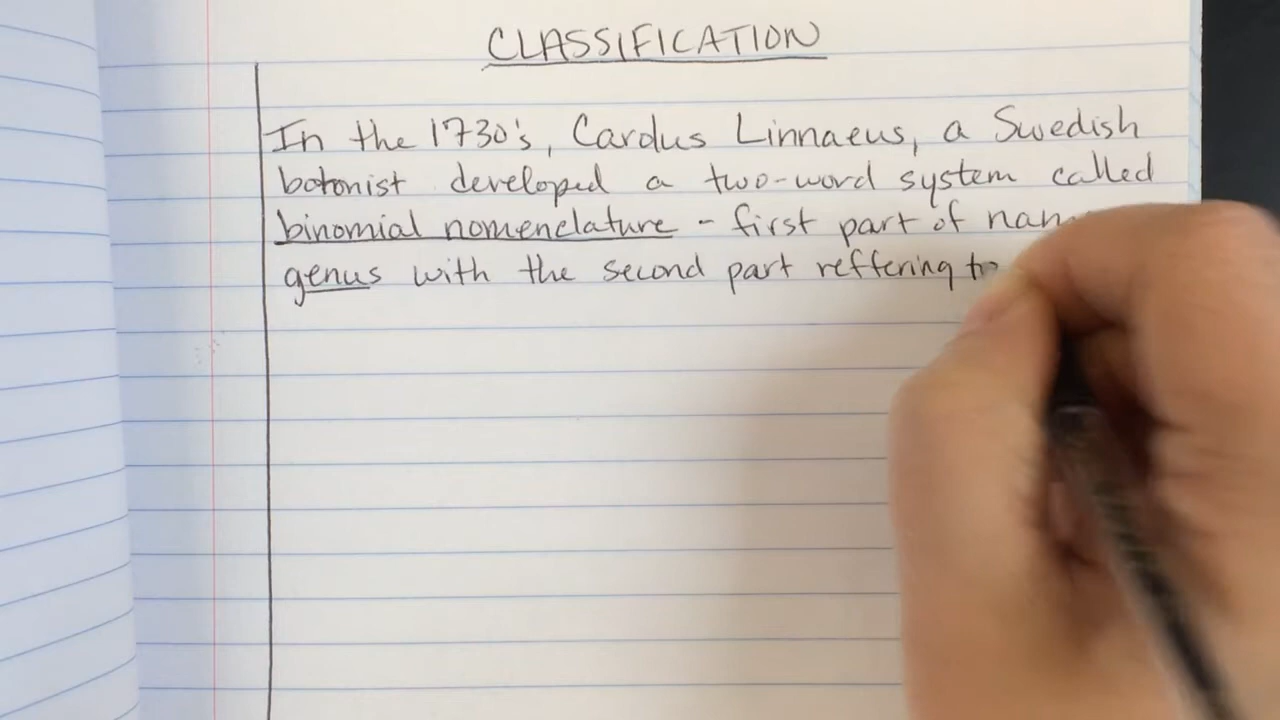 CLASSIFICATION
In the 1730's, Carolus Linnaeus, a Swedish
botonist developed a two-word system called
binomial nomenclature - first part of
genus with the second part reffering to